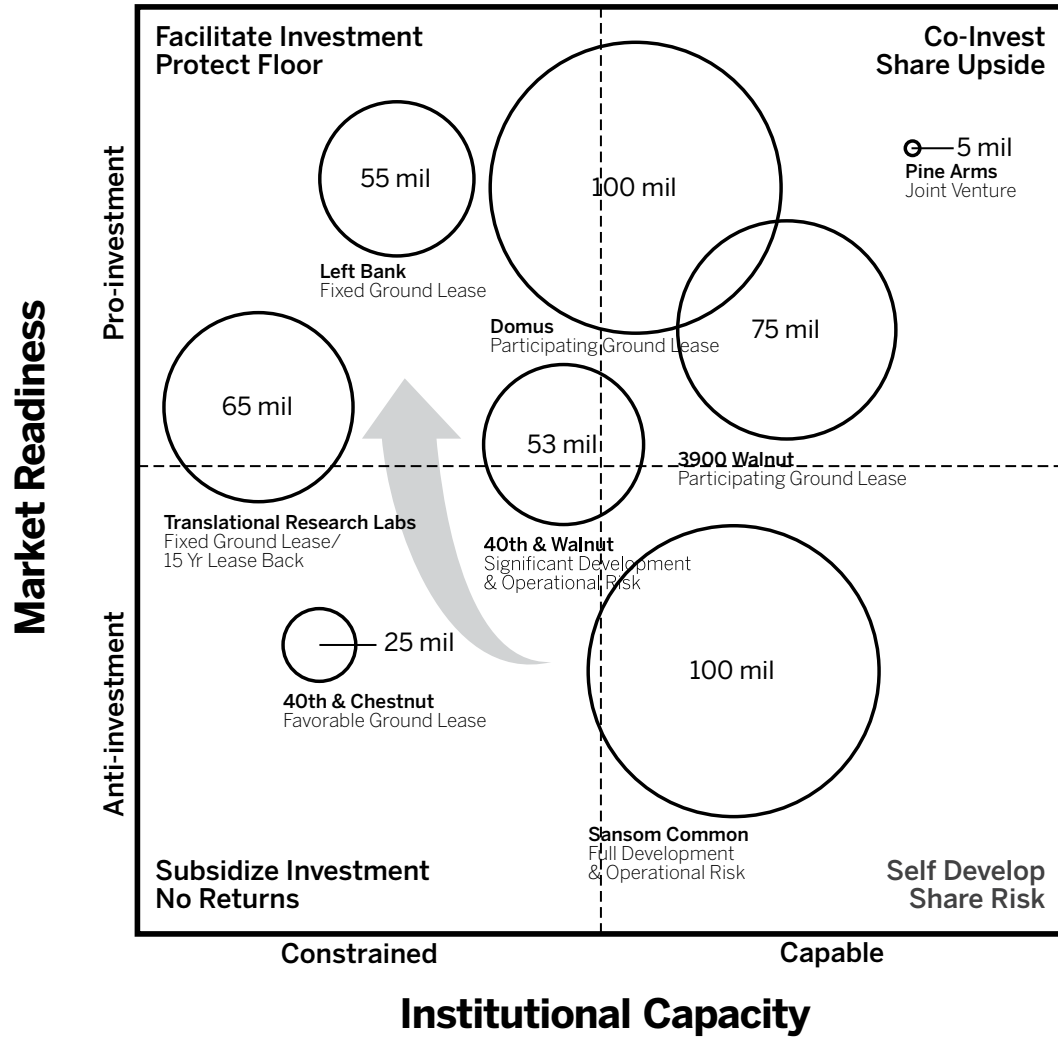 Facilitate Investment
Protect Floor
Co-Invest
Share Upside
55 mil
Left Bank
Fixed Ground Lease
100 mil
Domus
Participating Ground Lease
5 mil
Pine Arms
Joint Venture
75 mil
3900 Walnut
Participating Ground Lease
65 mil
Translational Research Labs
Fixed Ground Lease/
15 Yr Lease Back
53 mil
40th & Walnut
Significant Development
& Operational Risk
25 mil
40th & Chestnut
Favorable Ground Lease
100 mil
Sansom Common
Full Development
& Operational Risk
Subsidize Investment
No Returns
Self Develop
Share Risk
Market Readiness
Pro-investment
Anti-investment
Constrained
Capable
Institutional Capacity